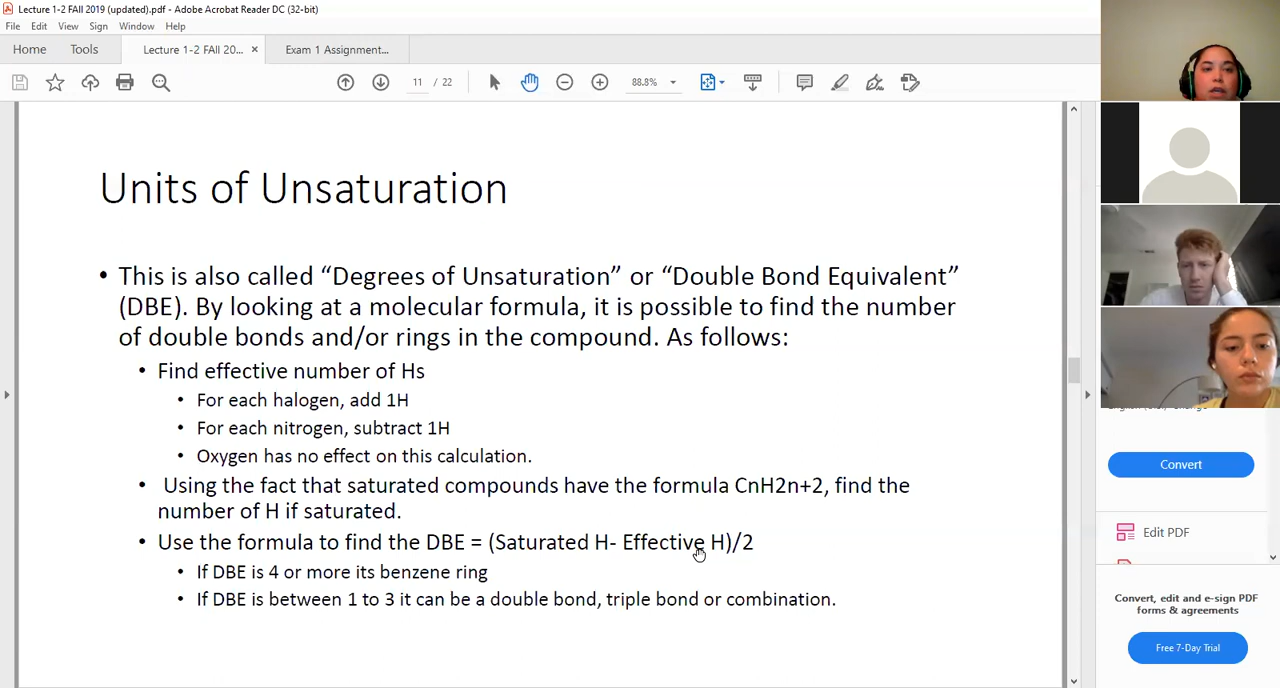 Lecture 1-2 FAll 2019 (updated).pdf - Adobe Acrobat Reader DC (32-bit)
File Edit View Sign Window Help
Home Tools Lecture 1-2 FAll 20... × Exam 1 Assignment...
11 / 22 88.8%
Units of Unsaturation
• This is also called “Degrees of Unsaturation” or “Double Bond Equivalent”
(DBE). By looking at a molecular formula, it is possible to find the number
of double bonds and/or rings in the compound. As follows:
• Find effective number of Hs
• For each halogen, add 1H
• For each nitrogen, subtract 1H
• Oxygen has no effect on this calculation.
• Using the fact that saturated compounds have the formula CnH2n+2, find the
number of H if saturated.
• Use the formula to find the DBE = (Saturated H- Effective H)/2
• If DBE is 4 or more its benzene ring
• If DBE is between 1 to 3 it can be a double bond, triple bond or combination.
Convert
Edit PDF
Convert, edit and e-sign PDF
forms & agreements
Free 7-Day Trial